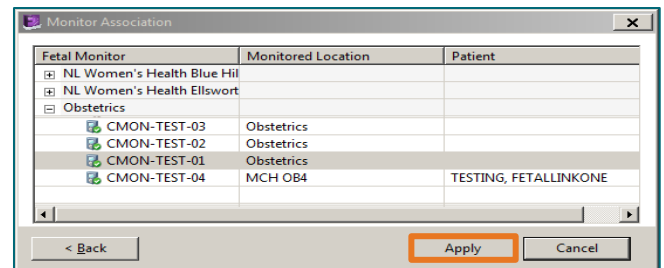 Monitor Association
Fetal Monitor Monitored Location Patient
NL Women's Health Blue Hil
NL Women's Health Ellswort
Obstetrics
CMON-TEST-03 Obstetrics
CMON-TEST-02 Obstetrics
CMON-TEST-01 Obstetrics
CMON-TEST-04 MCH OB4 TESTING, FETALLINKONE
< Back Apply Cancel